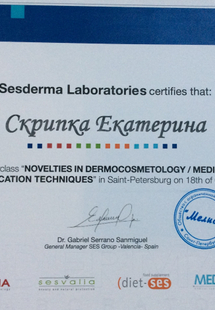 Sesderma Laboratories certifies that:
Скрипка Екатерина
class "NOVELTIES IN DERMOCOSMETOLOGY / MEDI
CATION TECHNIQUES" in Saint-Petersburg on 18th of
Dr. Gabriel Serrano Sanmiguel
General Manager SES Group -Valencia- Spain
sesvalia
(diet-ses
MED